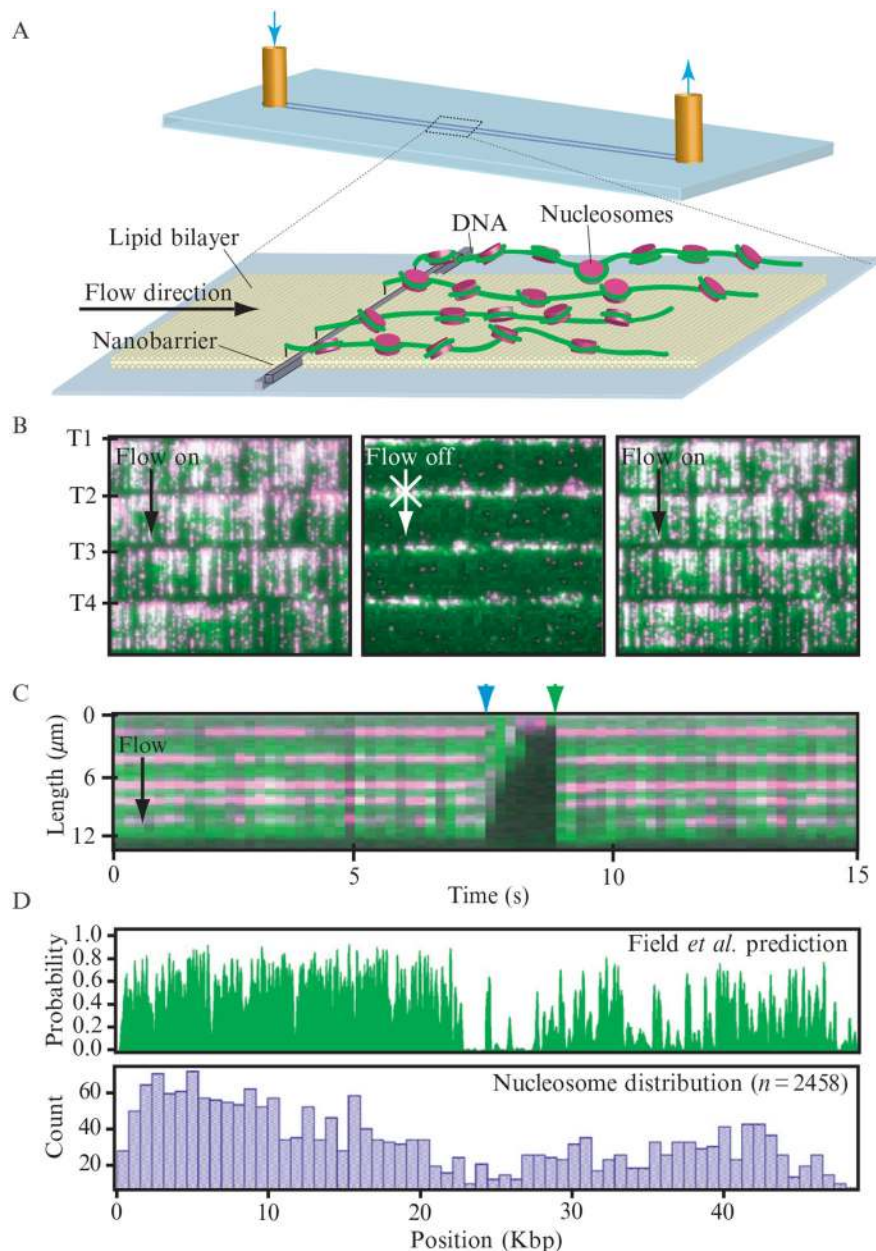 A
Lipid bilayer
DNA
Nucleosomes
Flow direction
Nanobarrier
B
T1
T2
T3
T4
Flow on
Flow off
Flow on
C
Length (μm)
0
6
12
Flow
0
5
10
15
Time (s)
D
Probability
1.0
0.8
0.6
0.4
0.2
0.0
Field et al. prediction
Count
60
40
20
Nucleosome distribution (n = 2458)
0
10
20
30
40
Position (Kbp)